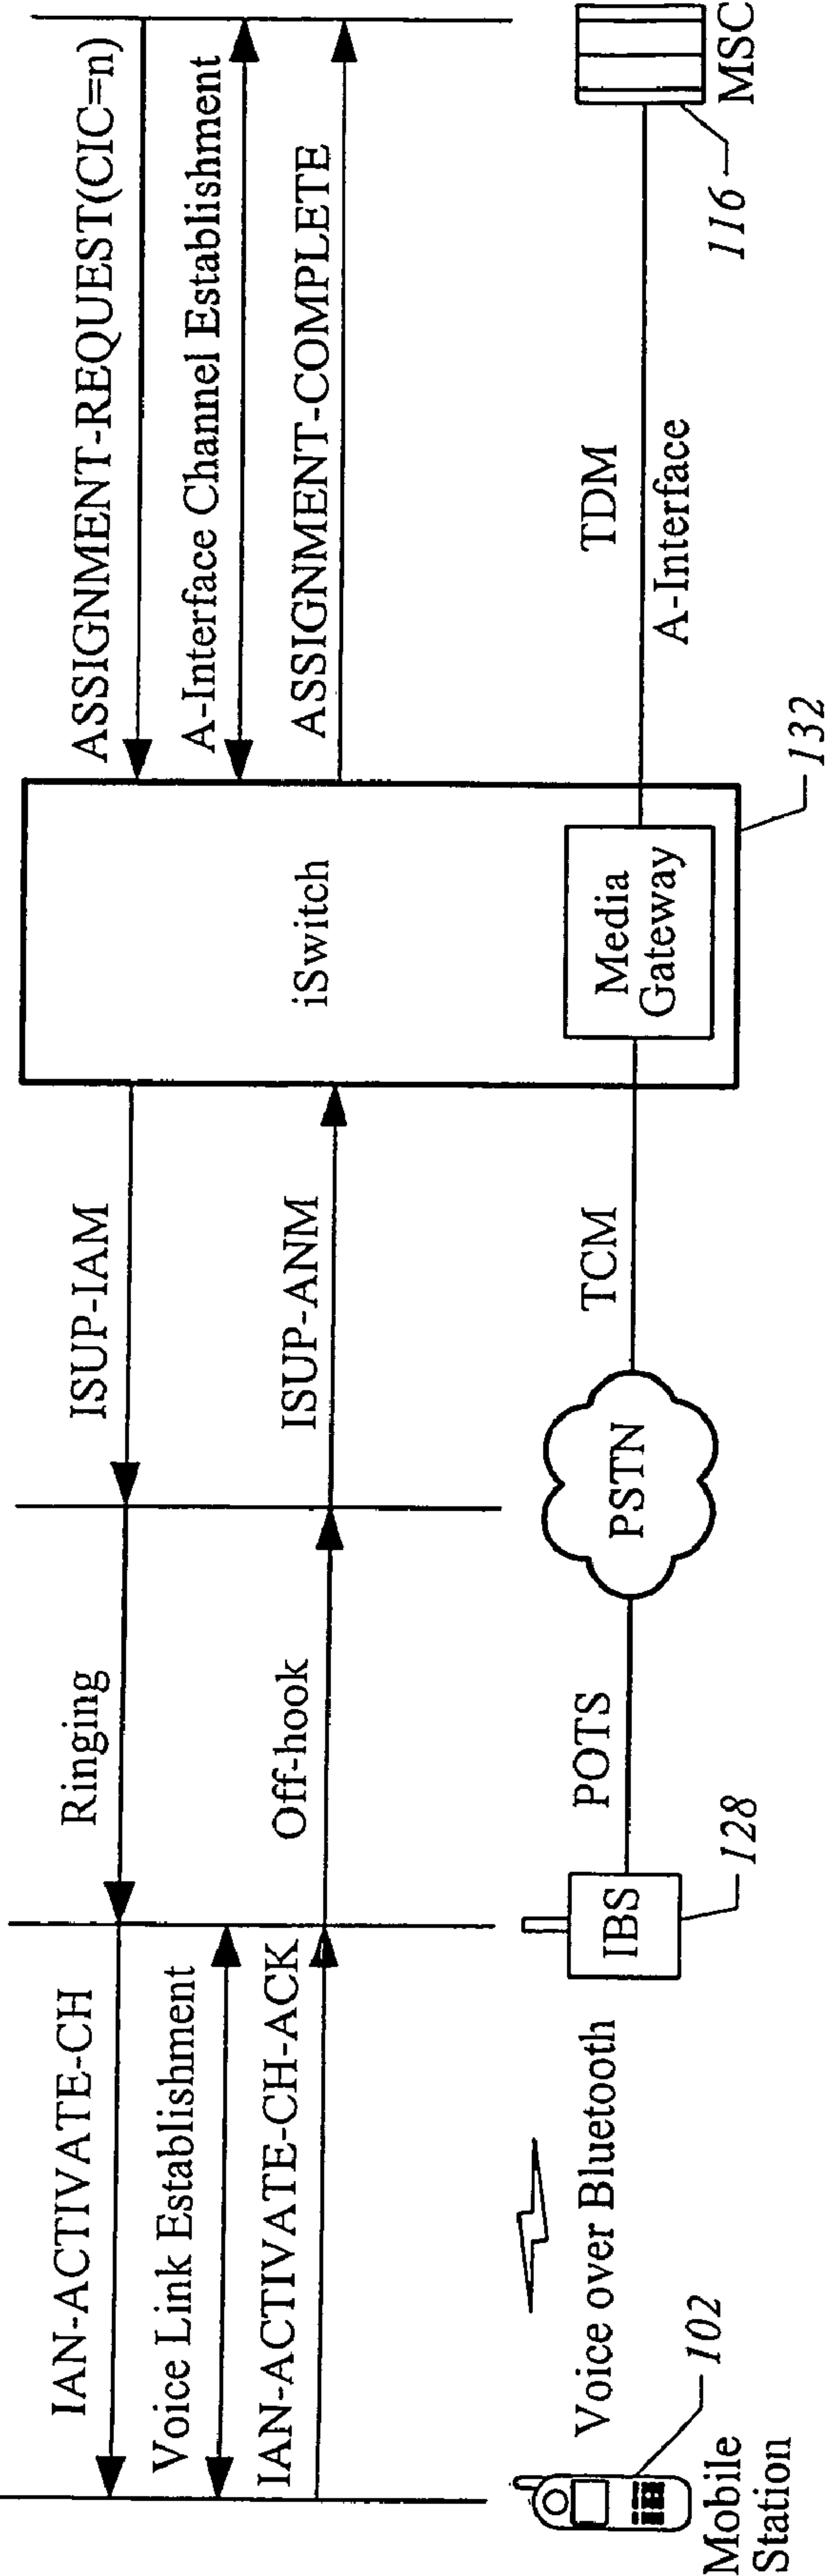 IAN-ACTIVATE-CH
Ringing
ISUP-IAM
ASSIGNMENT-REQUEST(CIC=n)
Voice Link Establishment
A-Interface Channel Establishment
IAN-ACTIVATE-CH-ACK
Off-hook
ISUP-ANM
iSwitch
ASSIGNMENT-COMPLETE
Voice over Bluetooth
POTS
TCM
TDM
IBS
PSTN
Media
Gateway
A-Interface
Mobile
Station
102
128
132
116
MSC